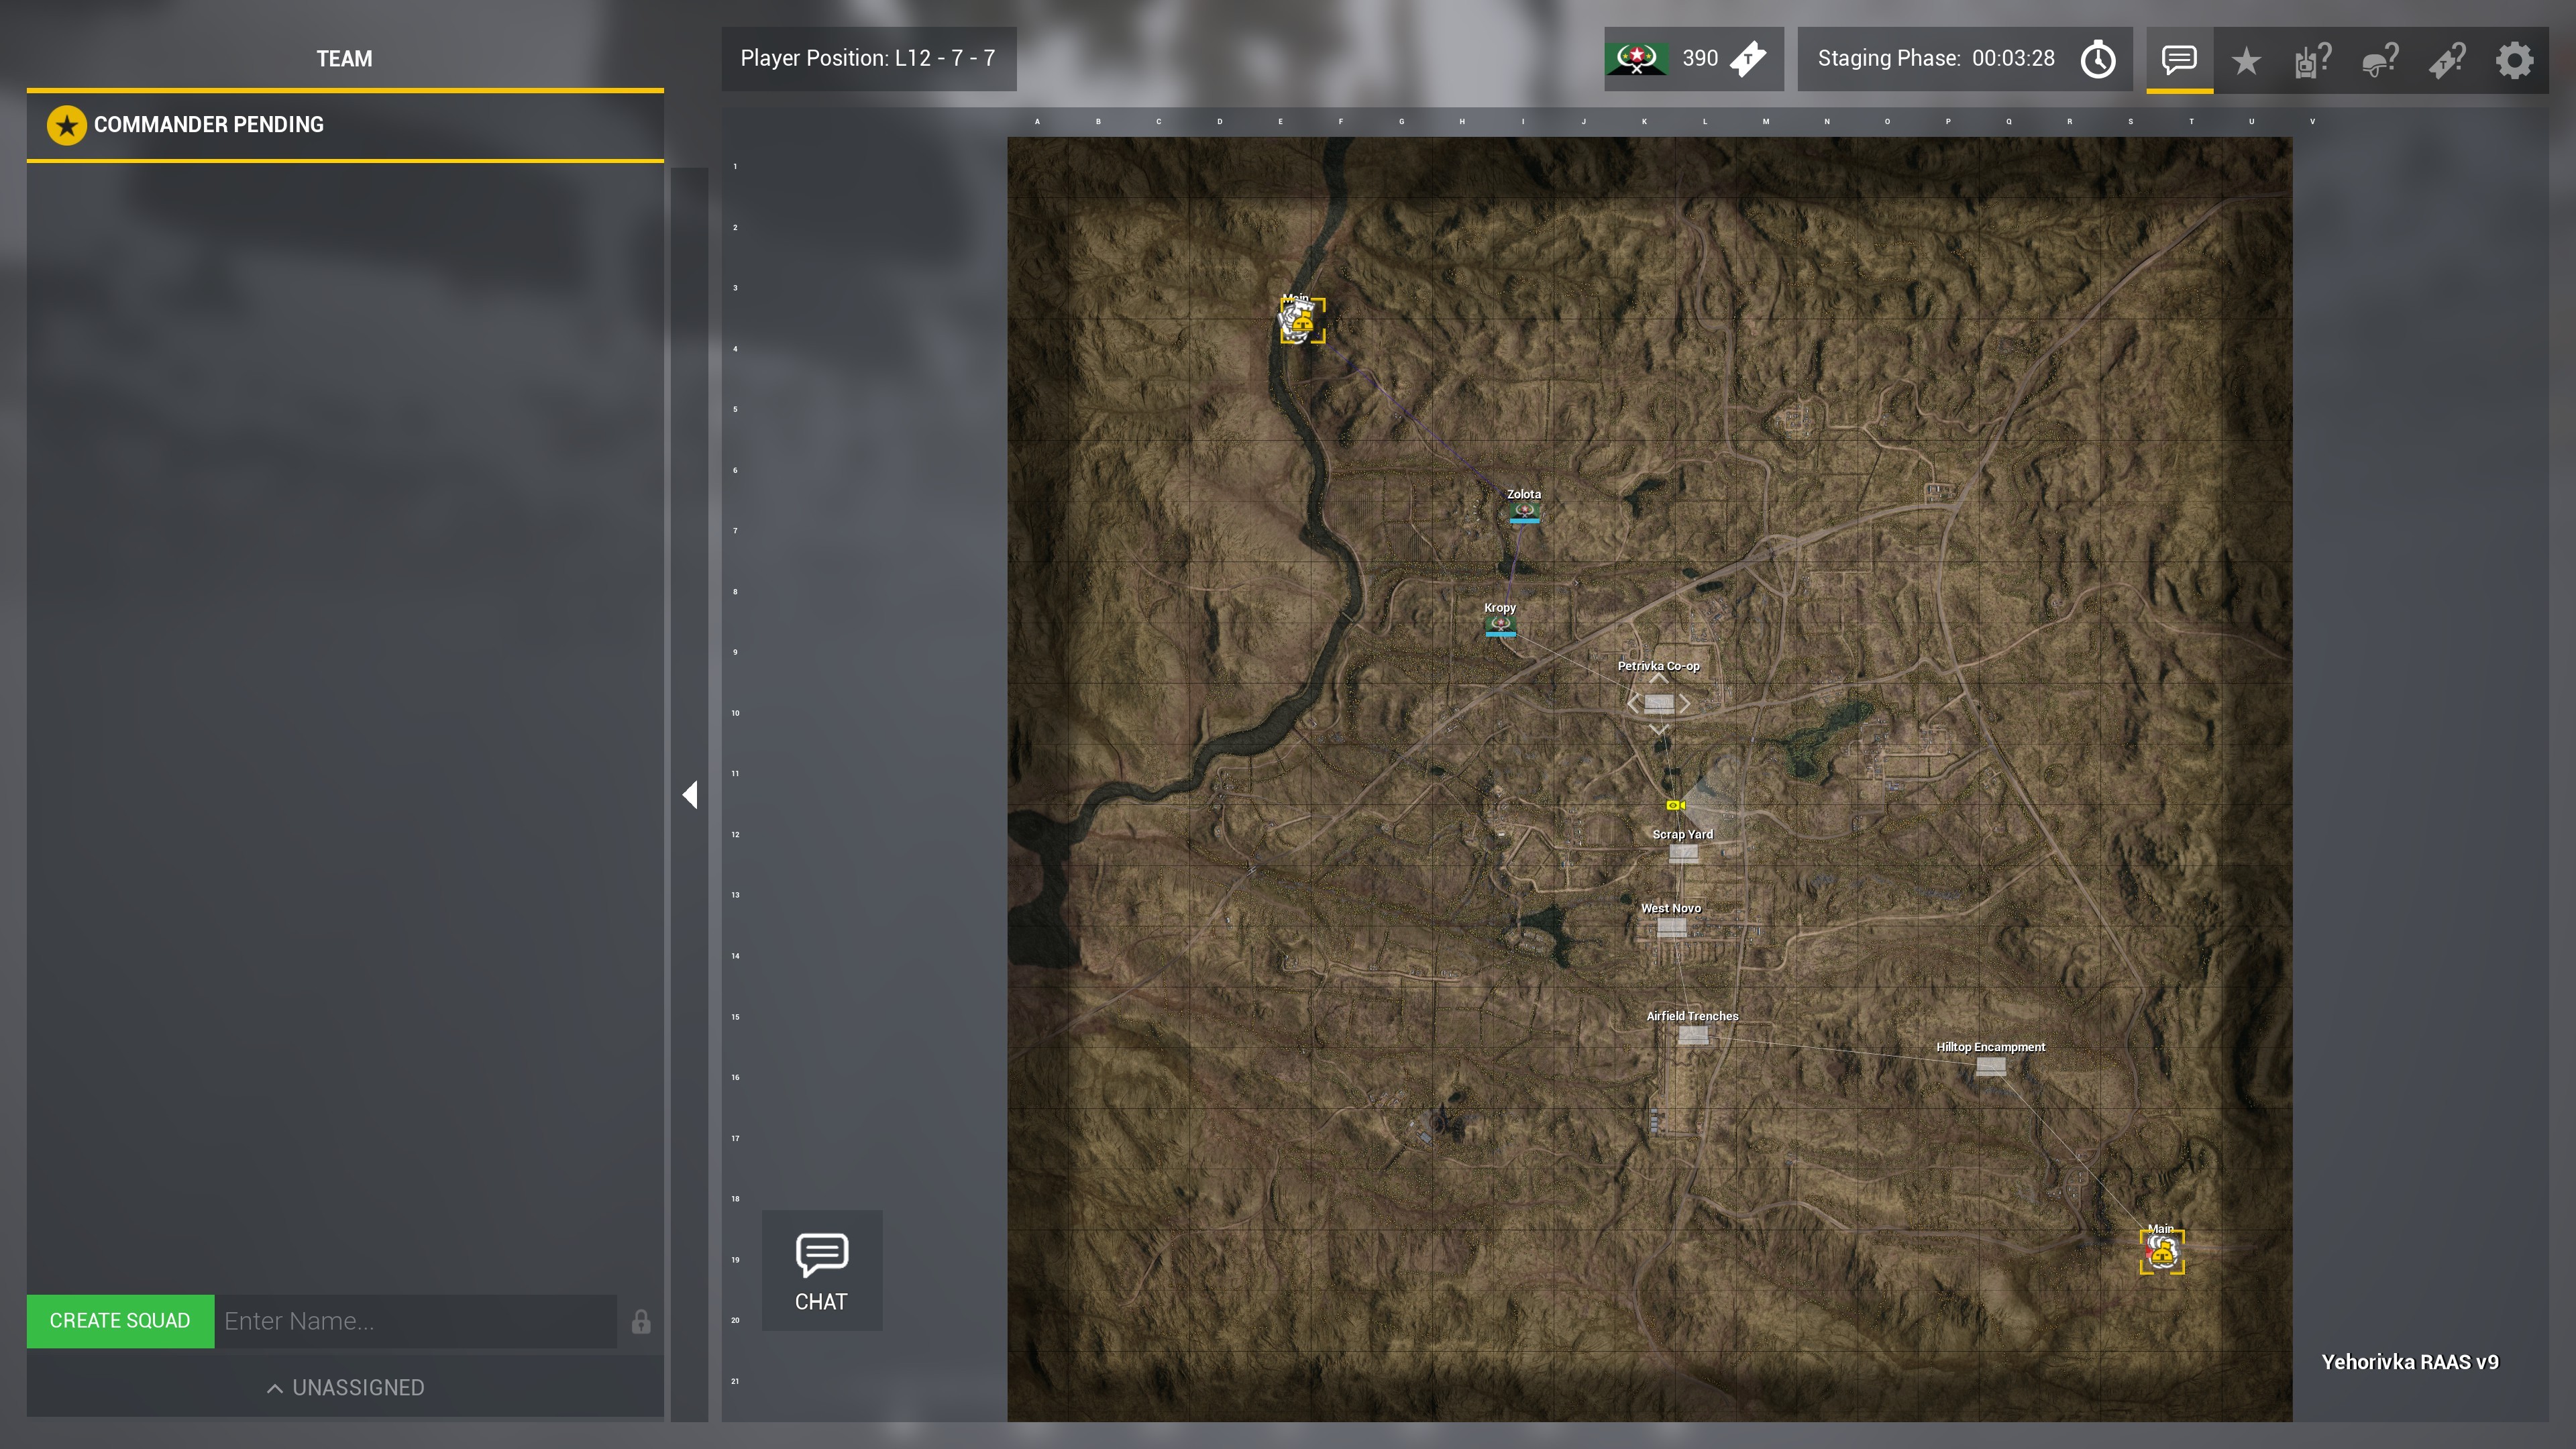 TEAM
Player Position: L12 - 7 - 7
390
T
Staging Phase: 00:03:28
?
?
T?
COMMANDER PENDING
A B C D E F G H I J K L M N O P Q R S T U V
1
2
3
Main
4
5
6
Zolota
7
8
Kropy
9
Petrivka Co-op
10
11
12
Scrap Yard
13
West Novo
14
15
Airfield Trenches
Hilltop Encampment
16
17
18
Main
19
CHAT
20
CREATE SQUAD
Enter Name...
Yehorivka RAAS v9
21
UNASSIGNED